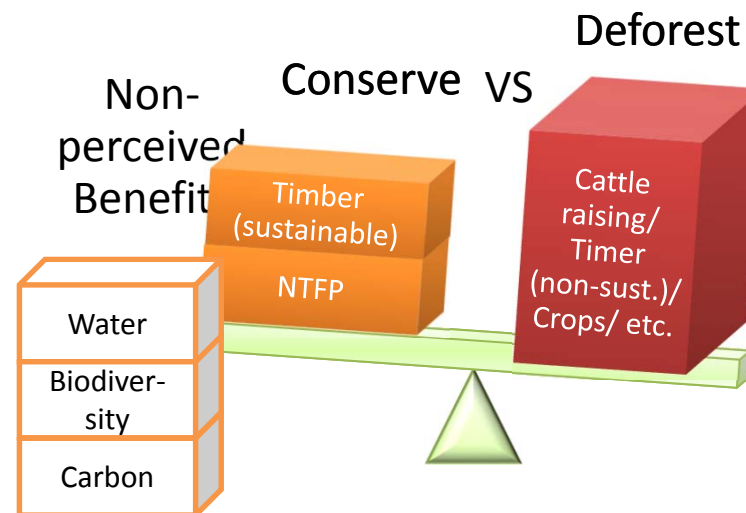 Deforest
Conserve VS
Non-
perceived
Benefit
Timber
(sustainable)
NTFP
Cattle
raising/
Timer
(non-sust.)/
Crops/ etc.
Water
Biodiver-
sity
Carbon